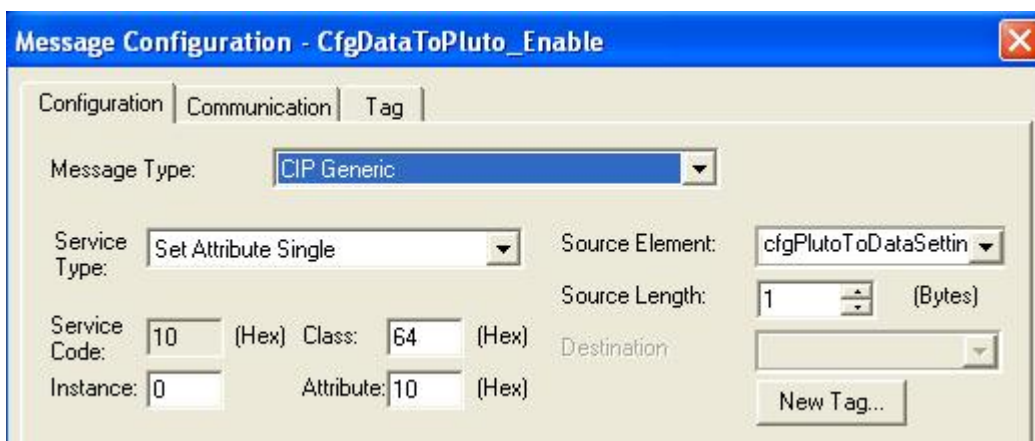 Message Configuration - CfgDataToPluto_Enable
Configuration Communication Tag
Message Type: CIP Generic
Service Type: Set Attribute Single
Source Element: cfgPlutoToDataSettin
Source Length: 1 (Bytes)
Service Code: 10 (Hex) Class: 64 (Hex)
Destination
Instance: 0 Attribute: 10 (Hex)
New Tag...